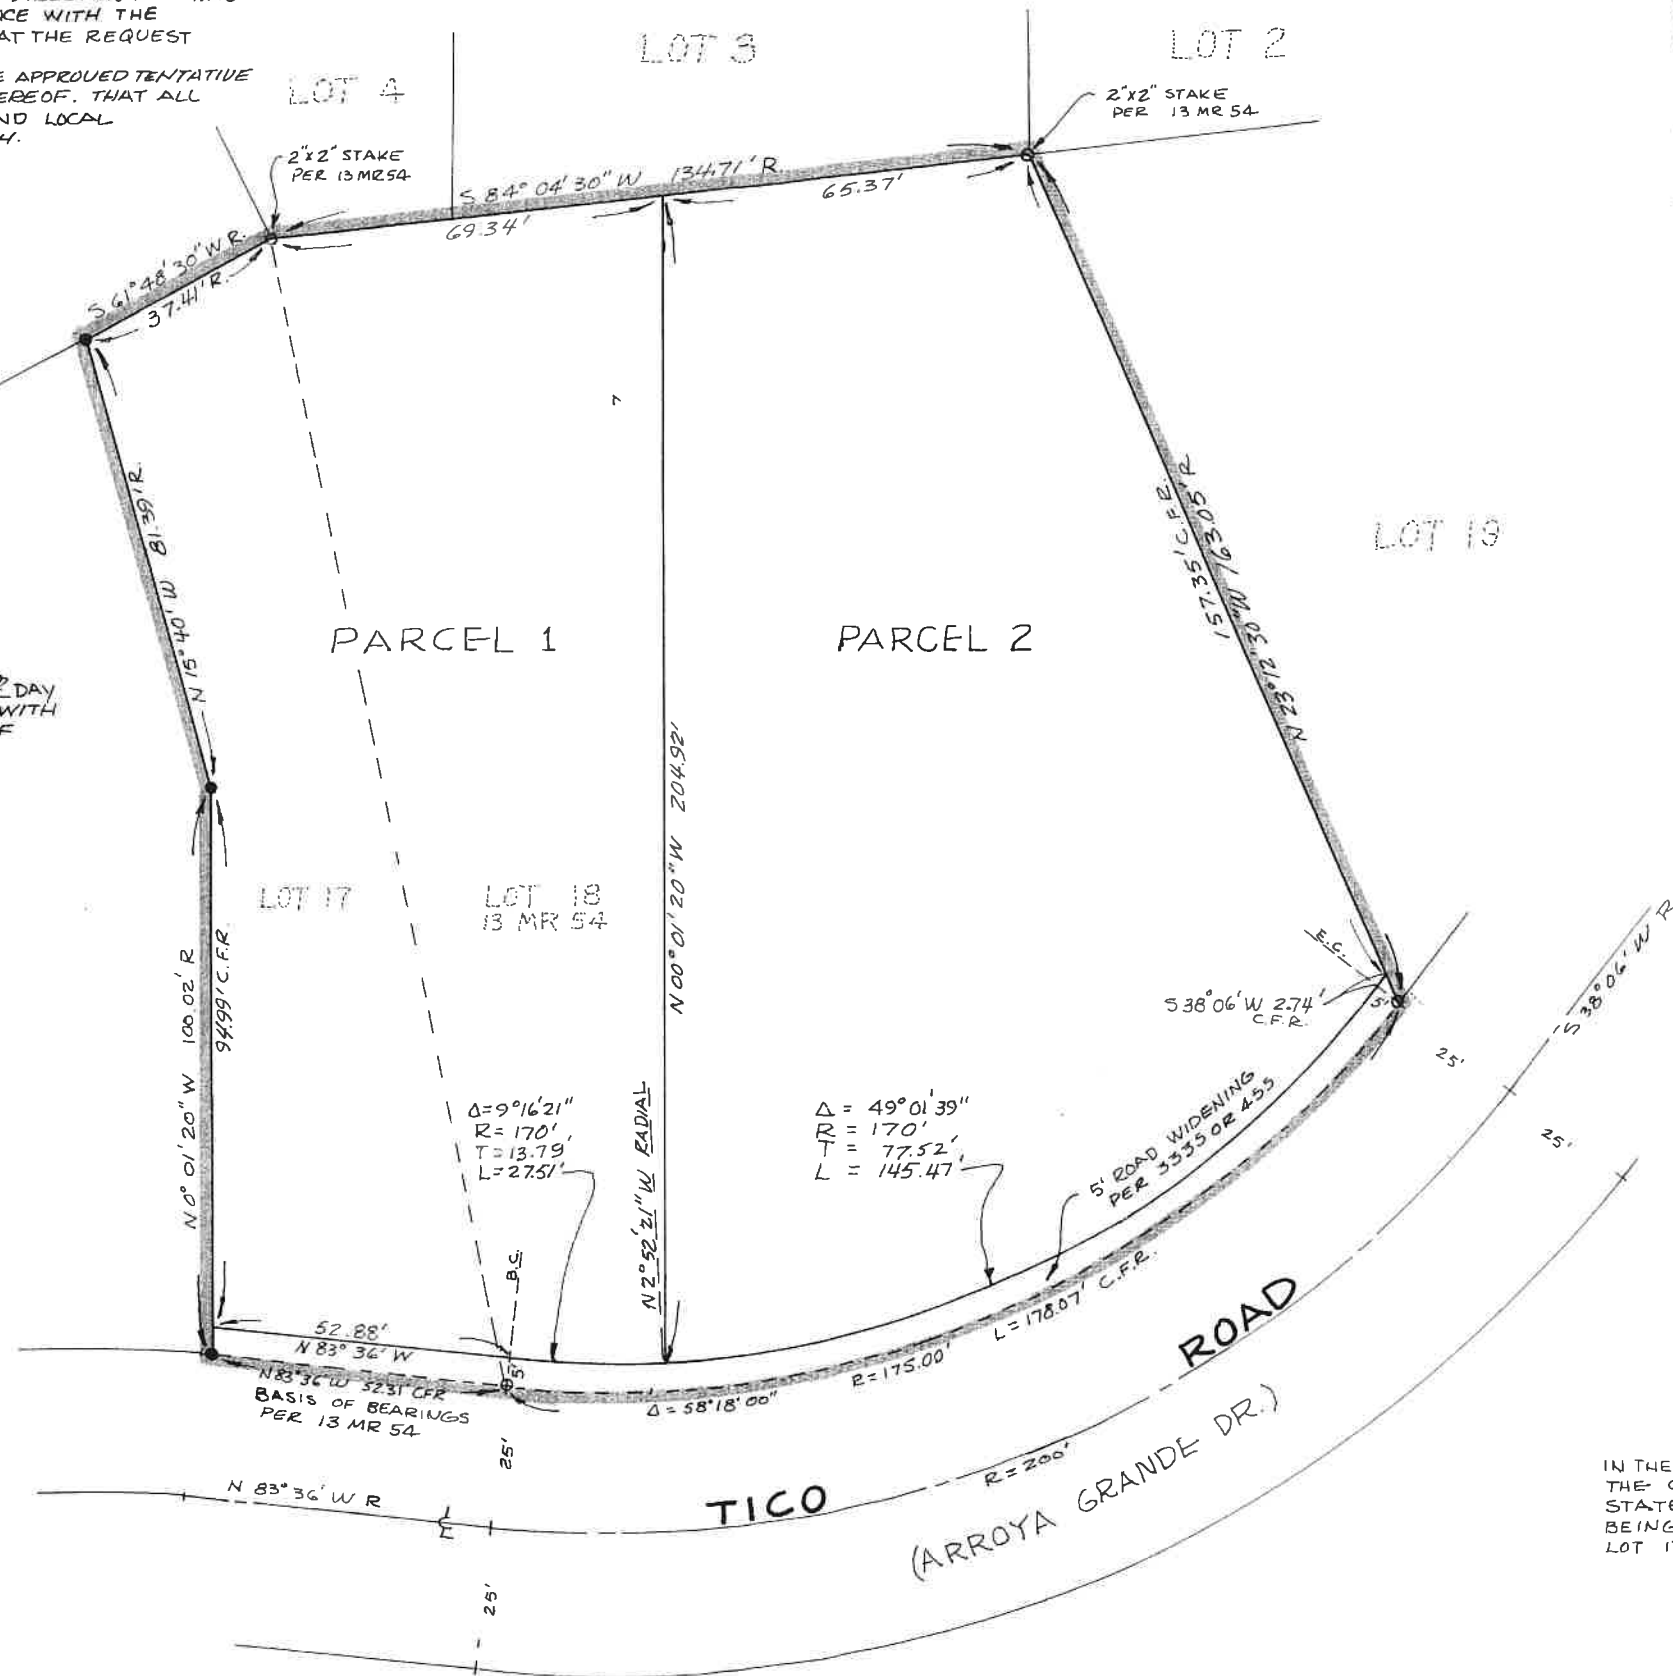 CE WITH THE
AT THE REQUEST
E APPROVED TENTATIVE
EREOF. THAT ALL
ND LOCAL
LOT 4
LOT 3
LOT 2
2"x2" STAKE
PER 13 MR 54
2"x2" STAKE
PER 13 MR 54
S 84° 04' 30" W 134.71' R.
69.34'
65.37'
S 61° 48' 30" W R.
37.41' R.
N 15° 40' W 81.39' R.
157.35' C.F.R.
N 23° 12' 30" W 163.05' R
LOT 19
PARCEL 1
PARCEL 2
DAY
WITH
F
LOT 17
LOT 18
13 MR 54
N 00° 01' 20" W 204.92'
N 0° 01' 20" W 100.02' R
94.99' C.F.R.
E.C.
S 38° 06' W 2.74'
C.F.R.
5'
S 38° 06' W R
25'
25'
Δ = 9° 16' 21"
R = 170'
T = 13.79'
L = 27.51'
N 2° 52' 21" W RADIAL
Δ = 49° 01' 39"
R = 170'
T = 77.52'
L = 145.47'
5' ROAD WIDENING
PER 3335 OR 455
B.C.
52.88'
N 83° 36' W
5'
N 83° 36' W 52.31' CFR
BASIS OF BEARINGS
PER 13 MR 54
Δ = 58° 18' 00"
R = 175.00'
L = 178.07' C.F.R.
25'
N 83° 36' W R
TICO ROAD
R = 200'
(ARROYA GRANDE DR.)
25'
IN THE
THE
STATE
BEING
LOT 1